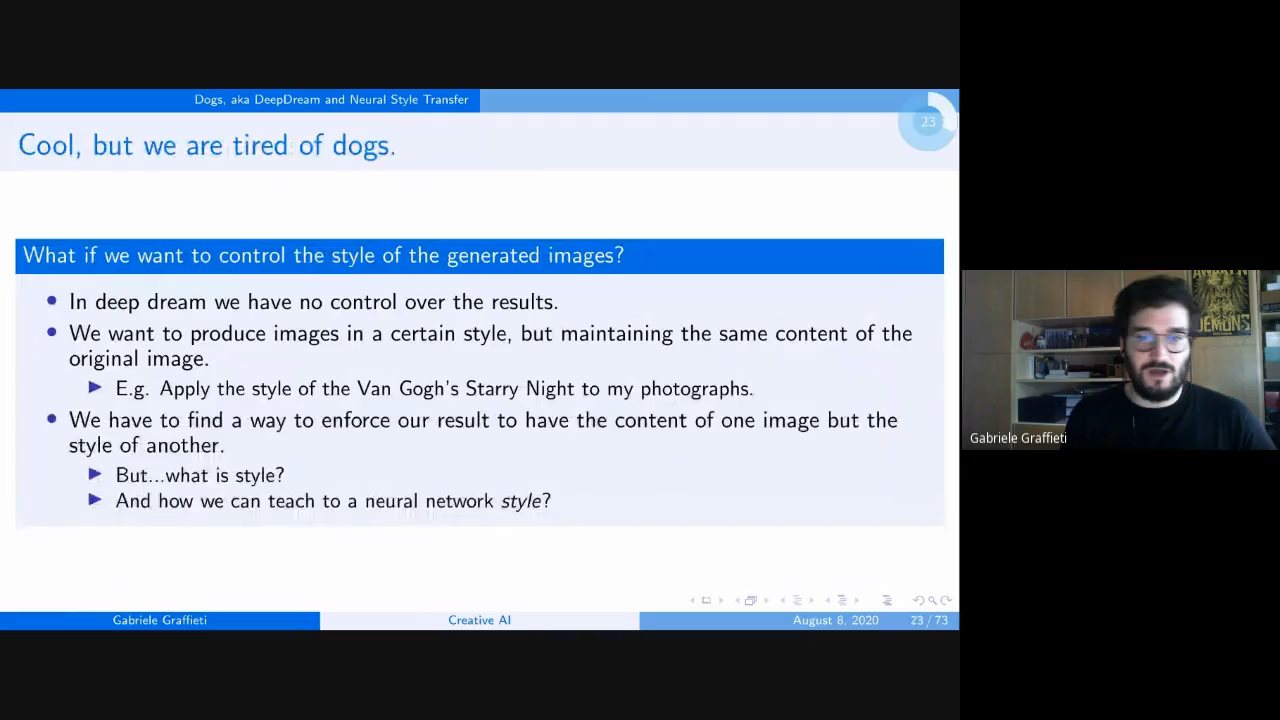 Dogs, aka DeepDream and Neural Style Transfer
23
Cool, but we are tired of dogs.
What if we want to control the style of the generated images?
In deep dream we have no control over the results.
We want to produce images in a certain style, but maintaining the same content of the
original image.
E.g. Apply the style of the Van Gogh's Starry Night to my photographs.
We have to find a way to enforce our result to have the content of one image but the
style of another.
But...what is style?
And how we can teach to a neural network style?
DEMONS
Gabriele Graffieti
Gabriele Graffieti
Creative AI
August 8, 2020
23 / 73